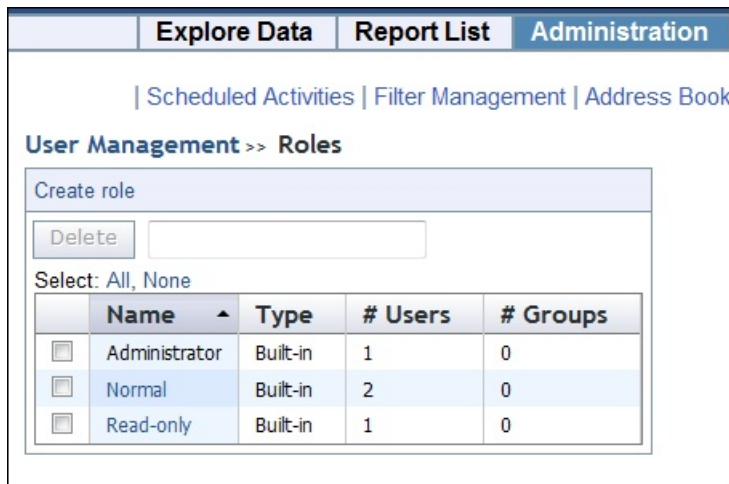 Explore Data Report List Administration
| Scheduled Activities | Filter Management | Address Book
User Management >> Roles
Create role
Delete
Select: All, None
Name Type # Users # Groups
Administrator Built-in 1 0
Normal Built-in 2 0
Read-only Built-in 1 0